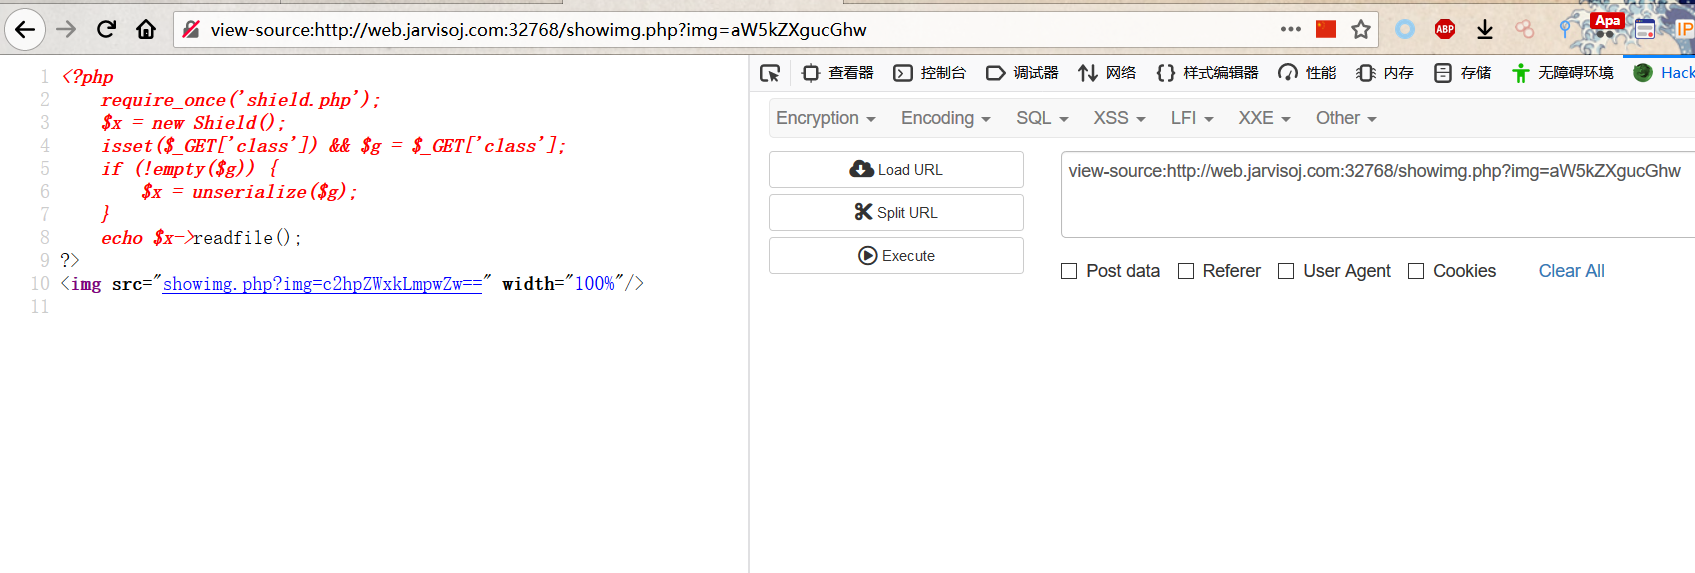 view-source:http://web.jarvisoj.com:32768/showimg.php?img=aW5kZXgucGhw
ABP
Apa
IP
1 <?php
2 require_once('shield.php');
3 $x = new Shield();
4 isset($_GET['class']) && $g = $_GET['class'];
5 if (!empty($g)) {
6 $x = unserialize($g);
7 }
8 echo $x->readfile();
9 ?>
10 <img src="showimg.php?img=c2hpZWxkLmpwZw==" width="100%"/>
11
查看器 控制台 调试器 网络 样式编辑器 性能 内存 存储 无障碍环境 Hack
Encryption Encoding SQL XSS LFI XXE Other
Load URL
Split URL
Execute
view-source:http://web.jarvisoj.com:32768/showimg.php?img=aW5kZXgucGhw
Post data Referer User Agent Cookies Clear All